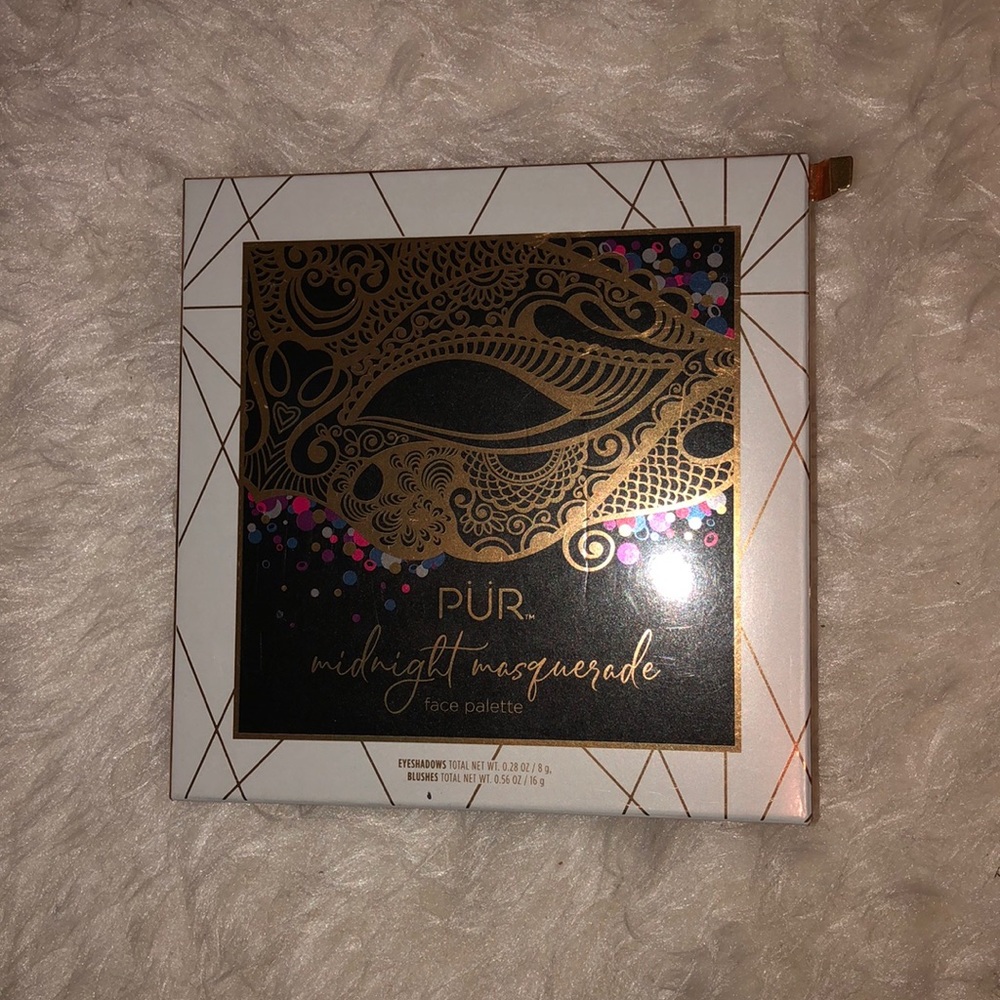 PÜR™
midnight masquerade
face palette
EYESHADOWS TOTAL NET WT. 0.28 OZ / 8 g,
BLUSHES TOTAL NET WT. 0.56 OZ / 16 g